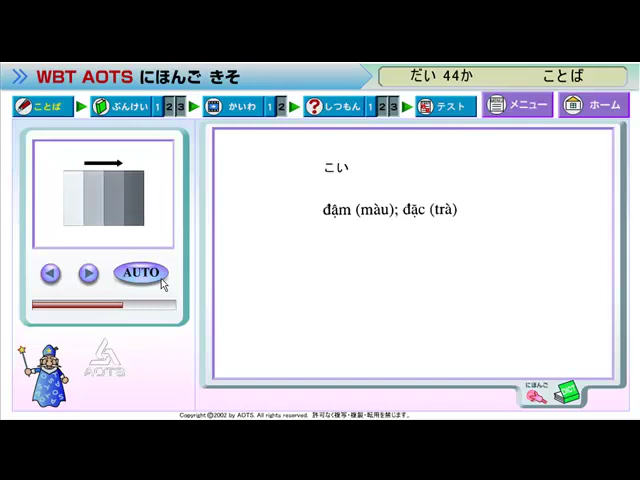 WBT AOTS にほんご きそ
だい 44か ことば
ことば ぶんけい 1 2 3 かいわ 1 2 しつもん 1 2 3 テスト メニュー ホーム
こい
đậm (màu); đặc (trà)
AUTO
AOTS
にほんご
Copyright ©2002 by AOTS. All rights reserved. 許可なく複写・複製・転用を禁じます。